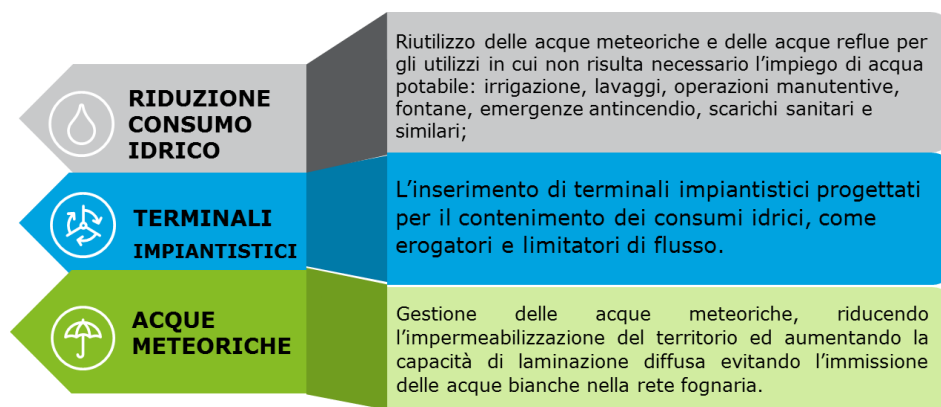 RIDUZIONE
CONSUMO
IDRICO
Riutilizzo delle acque meteoriche e delle acque reflue per
gli utilizzi in cui non risulta necessario l’impiego di acqua
potabile: irrigazione, lavaggi, operazioni manutentive,
fontane, emergenze antincendio, scarichi sanitari e
similari;
TERMINALI
IMPIANTISTICI
L’inserimento di terminali impiantistici progettati
per il contenimento dei consumi idrici, come
erogatori e limitatori di flusso.
ACQUE
METEORICHE
Gestione delle acque meteoriche, riducendo
l’impermeabilizzazione del territorio ed aumentando la
capacità di laminazione diffusa evitando l’immissione
delle acque bianche nella rete fognaria.